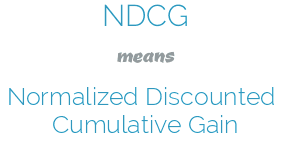 NDCG
means
Normalized Discounted
Cumulative Gain